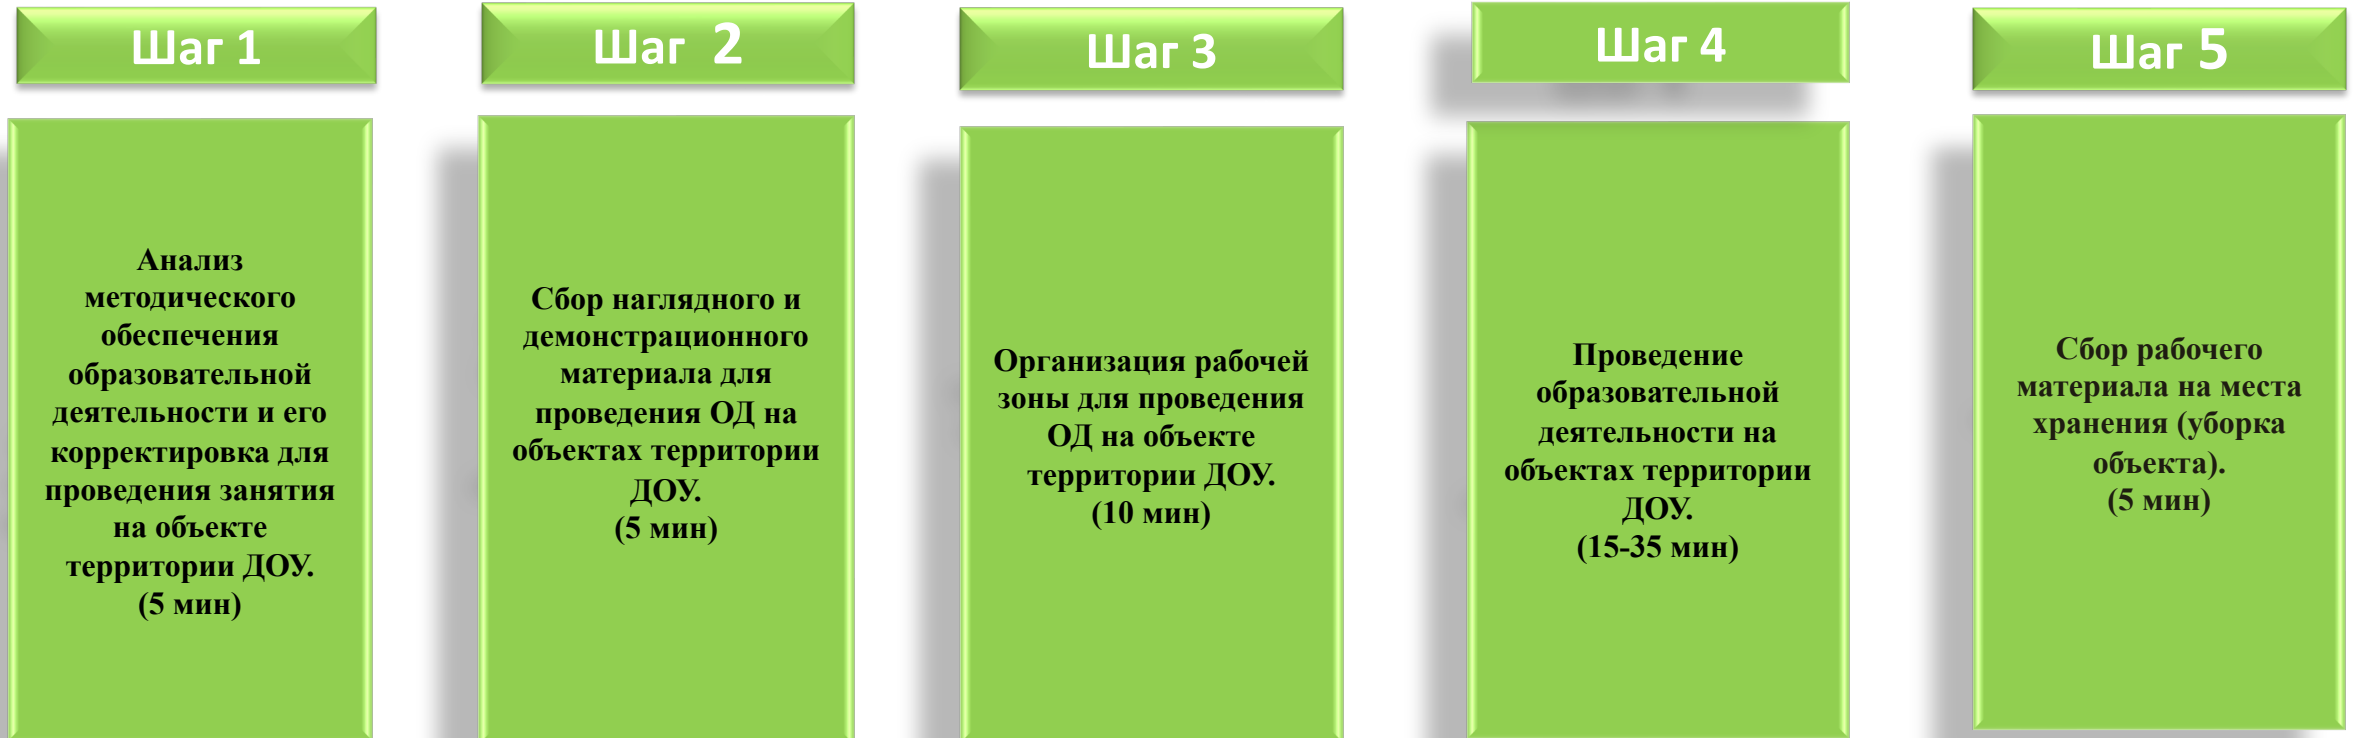 Шаг 1
Анализ
методического
обеспечения
образовательной
деятельности и его
корректировка для
проведения занятия
на объекте
территории ДОУ.
(5 мин)
Шаг 2
Сбор наглядного и
демонстрационного
материала для
проведения ОД на
объектах территории
ДОУ.
(5 мин)
Шаг 3
Организация рабочей
зоны для проведения
ОД на объекте
территории ДОУ.
(10 мин)
Шаг 4
Проведение
образовательной
деятельности на
объектах территории
ДОУ.
(15-35 мин)
Шаг 5
Сбор рабочего
материала на места
хранения (уборка
объекта).
(5 мин)